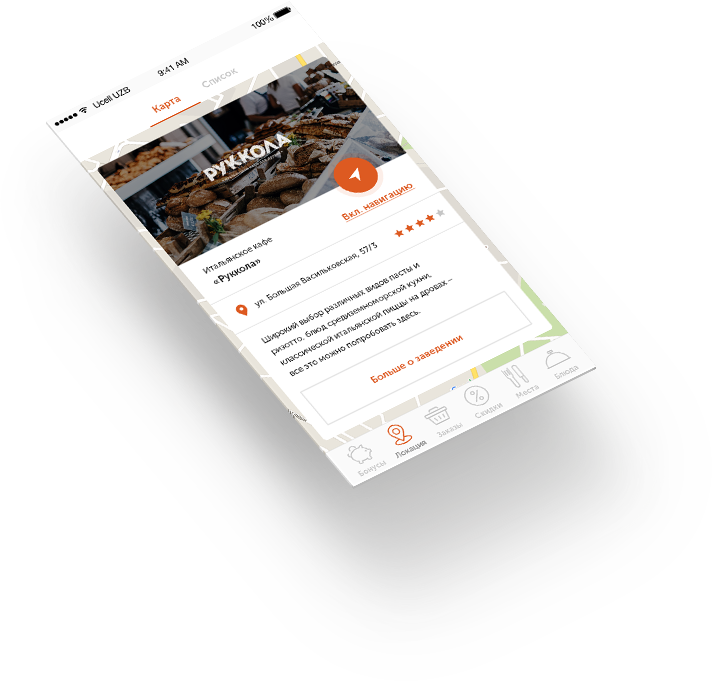 Ucell UZB 9:41 AM 100%
Карта Список
РУККОЛА
Вкл. навигацию
Итальянское кафе
«Руккола»
ул. Большая Васильковская, 57/3
Широкий выбор различных видов пасты и
ризотто, блюд средиземноморской кухни,
классической итальянской пиццы на дровах –
все это можно попробовать здесь.
Больше о заведении
Бонусы Локация Заказы Скидки Места Блюда